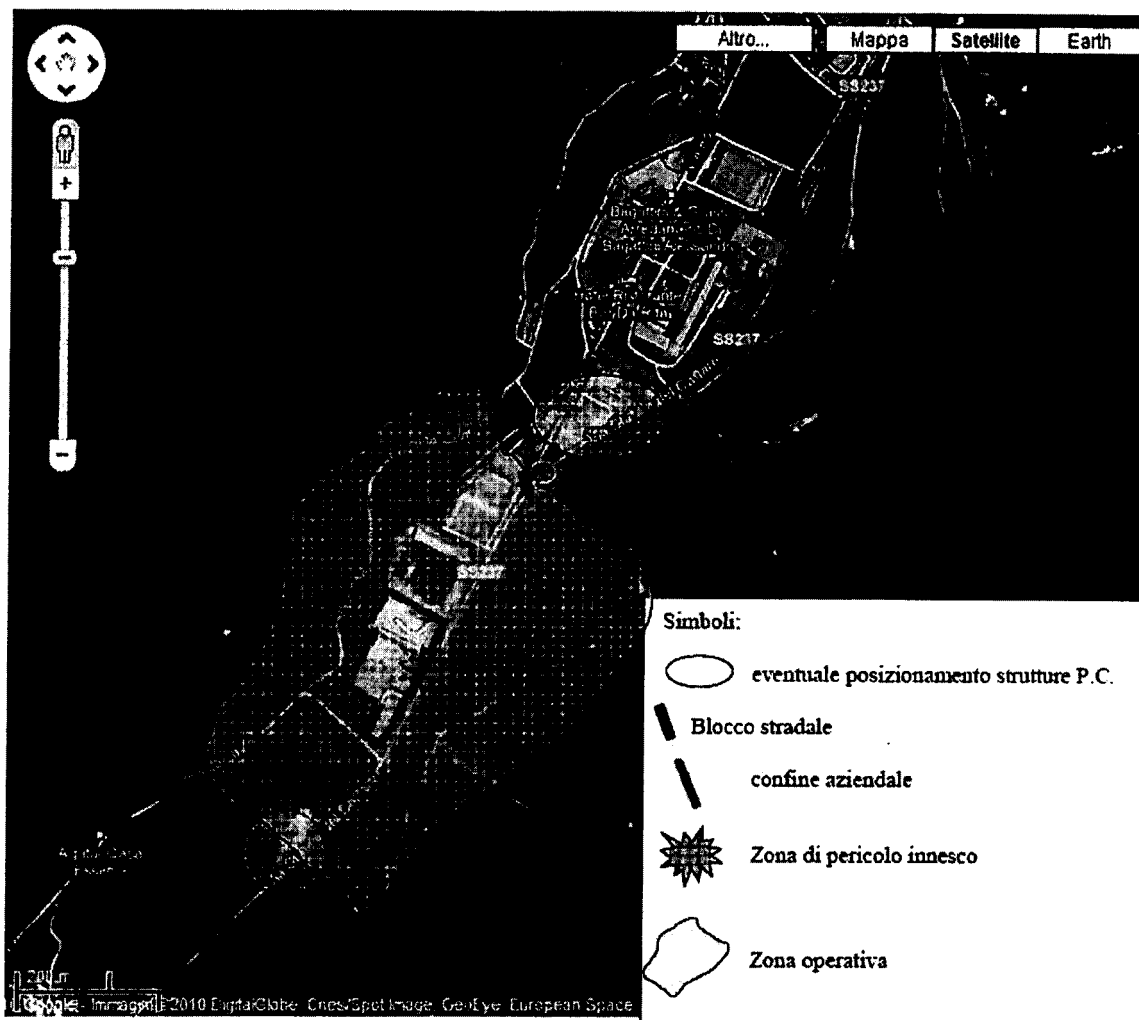 Altro...
Mappa
Satellite
Earth
SS237
SS237
SS237
Simboli:
eventuale posizionamento strutture P.C.
Blocco stradale
confine aziendale
Zona di pericolo innesco
Zona operativa
200 m
Google - Immagini ©2010 DigitalGlobe, Cnes/Spot Image, GeoEye, European Space